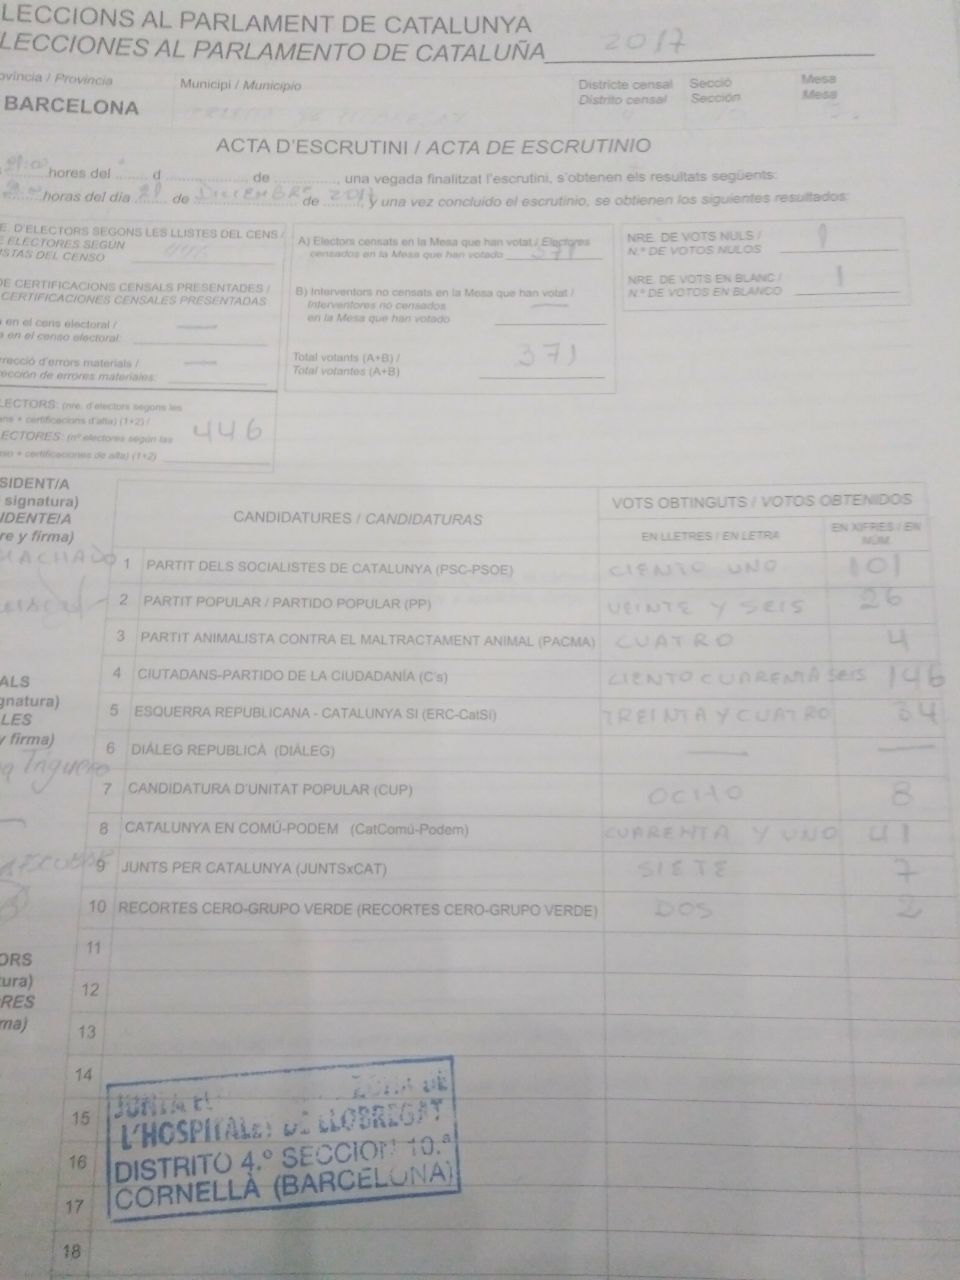 LECCIONS AL PARLAMENT DE CATALUNYA
LECCIONES AL PARLAMENTO DE CATALUÑA 2017
ovíncia / Provincia
Municipi / Municipio
Districte censal
Distrito censal
Secció
Sección
Mesa
Mesa
BARCELONA
ACTA D'ESCRUTINI / ACTA DE ESCRUTINIO
hores del d de , una vegada finalitzat l'escrutini, s'obtenen els resultats següents:
horas del día 21 de DICIEMBRE de 2017, y una vez concluido el escrutinio, se obtienen los siguientes resultados:
E. D'ELECTORS SEGONS LES LLISTES DEL CENS /
E ELECTORES SEGÚN
ISTAS DEL CENSO 446
DE CERTIFICACIONS CENSALS PRESENTADES /
CERTIFICACIONES CENSALES PRESENTADAS
en el cens electoral /
a en el censo electoral:
rrecció d'errors materials /
ección de errores materiales:
LECTORS: (nre. d'electors segons les
ens + certificacions d'alta) (1+2) /
ECTORES: (nº electores según las
nso + certificaciones de alta) (1+2)
446
A) Electors censats en la Mesa que han votat / Electores
censados en la Mesa que han votado 371
B) Interventors no censats en la Mesa que han votat /
Interventores no censados
en la Mesa que han votado
Total votants (A+B) /
Total votantes (A+B)
371
NRE. DE VOTS NULS /
N.º DE VOTOS NULOS 1
NRE. DE VOTS EN BLANC /
N.º DE VOTOS EN BLANCO 1
SIDENT/A
signatura)
IDENTE/A
re y firma)
MACHADO
ALS
gnatura)
LES
y firma)
Triguero
ORS
tura)
RES
ma)
CANDIDATURES / CANDIDATURAS
VOTS OBTINGUTS / VOTOS OBTENIDOS
EN LLETRES / EN LETRA
EN XIFRES / EN
NÚM.
1 PARTIT DELS SOCIALISTES DE CATALUNYA (PSC-PSOE) CIENTO UNO 101
2 PARTIT POPULAR / PARTIDO POPULAR (PP) VEINTE Y SEIS 26
3 PARTIT ANIMALISTA CONTRA EL MALTRACTAMENT ANIMAL (PACMA) CUATRO 4
4 CIUTADANS-PARTIDO DE LA CIUDADANÍA (C's) CIENTO CUARENTA SEIS 146
5 ESQUERRA REPUBLICANA - CATALUNYA SI (ERC-CatSI) TREINTA Y CUATRO 34
6 DIÀLEG REPUBLICÀ (DIÀLEG)
7 CANDIDATURA D'UNITAT POPULAR (CUP) OCHO 8
8 CATALUNYA EN COMÚ-PODEM (CatComú-Podem) CUARENTA Y UNO 41
9 JUNTS PER CATALUNYA (JUNTSxCAT) SIETE 7
10 RECORTES CERO-GRUPO VERDE (RECORTES CERO-GRUPO VERDE) DOS 2
11
12
13
14
15
16
17
18
JUNTA ZONA DE
L'HOSPITALET DE LLOBREGAT
DISTRITO 4.º SECCION 10.ª
CORNELLÀ (BARCELONA)